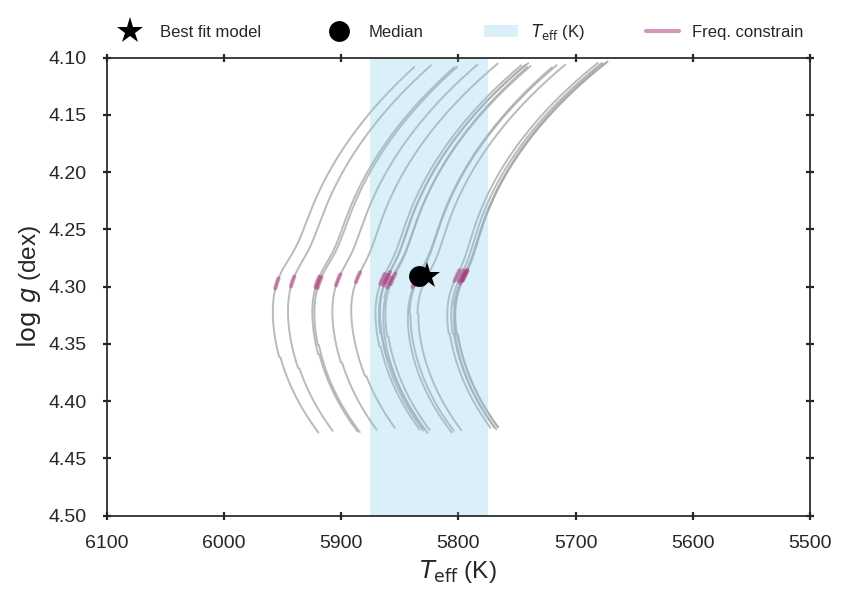 Best fit model Median Teff (K) Freq. constrain
4.10
4.15
4.20
4.25
4.30
4.35
4.40
4.45
4.50
log g (dex)
6100 6000 5900 5800 5700 5600 5500
Teff (K)